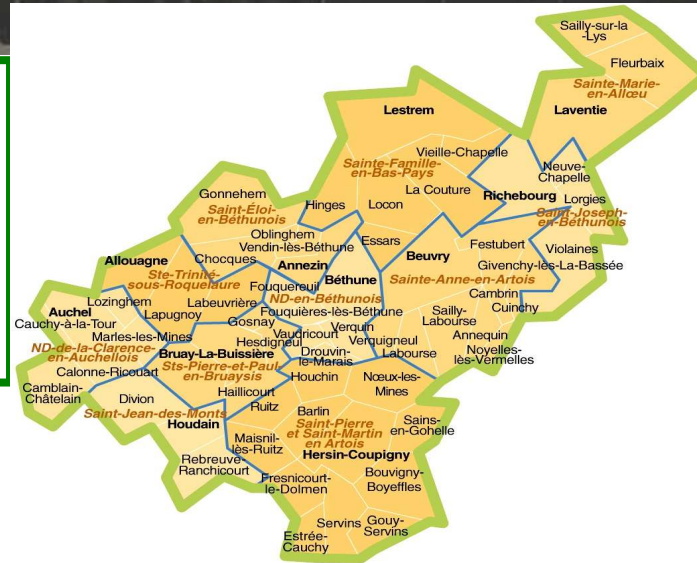 Sailly-sur-la
-Lys
Fleurbaix
Sainte-Marie-
en-Allœu
Laventie
Lestrem
Vieille-Chapelle
Sainte-Famille-
en-Bas-Pays
La Couture
Neuve-
Chapelle
Richebourg
Lorgies
Gonnehem
Saint-Éloi-
en-Béthunois
Hinges
Locon
Saint-Joseph-
en-Béthunois
Oblinghem
Vendin-lès-Béthune
Essars
Festubert
Violaines
Allouagne
Chocques
Annezin
Beuvry
Givenchy-lès-La-Bassée
Ste-Trinité-
sous-Roquelaure
Fouquereuil
Béthune
Sainte-Anne-en-Artois
Cambrin
Auchel
Lozinghem
Labeuvrière
ND-en-Béthunois
Cuinchy
Cauchy-à-la-Tour
Lapugnoy
Gosnay
Fouquières-lès-Béthune
Sailly-
Labourse
Marles-les-Mines
Vaudricourt
Verquin
Annequin
ND-de-la-Clarence-
en-Auchellois
Hesdigneul
Verquigneul
Noyelles-
lès-Vermelles
Bruay-La-Buissière
Drouvin-
le-Marais
Labourse
Calonne-Ricouart
Sts-Pierre-et-Paul-
en-Bruaysis
Houchin
Nœux-les-
Mines
Camblain-
Châtelain
Divion
Haillicourt
Ruitz
Saint-Jean-des-Monts
Barlin
Houdain
Saint-Pierre
et Saint-Martin
en Artois
Sains-
en-Gohelle
Maisnil-
lès-Ruitz
Hersin-Coupigny
Rebreuve-
Ranchicourt
Bouvigny-
Boyeffles
Fresnicourt-
le-Dolmen
Servins
Gouy-
Servins
Estrée-
Cauchy